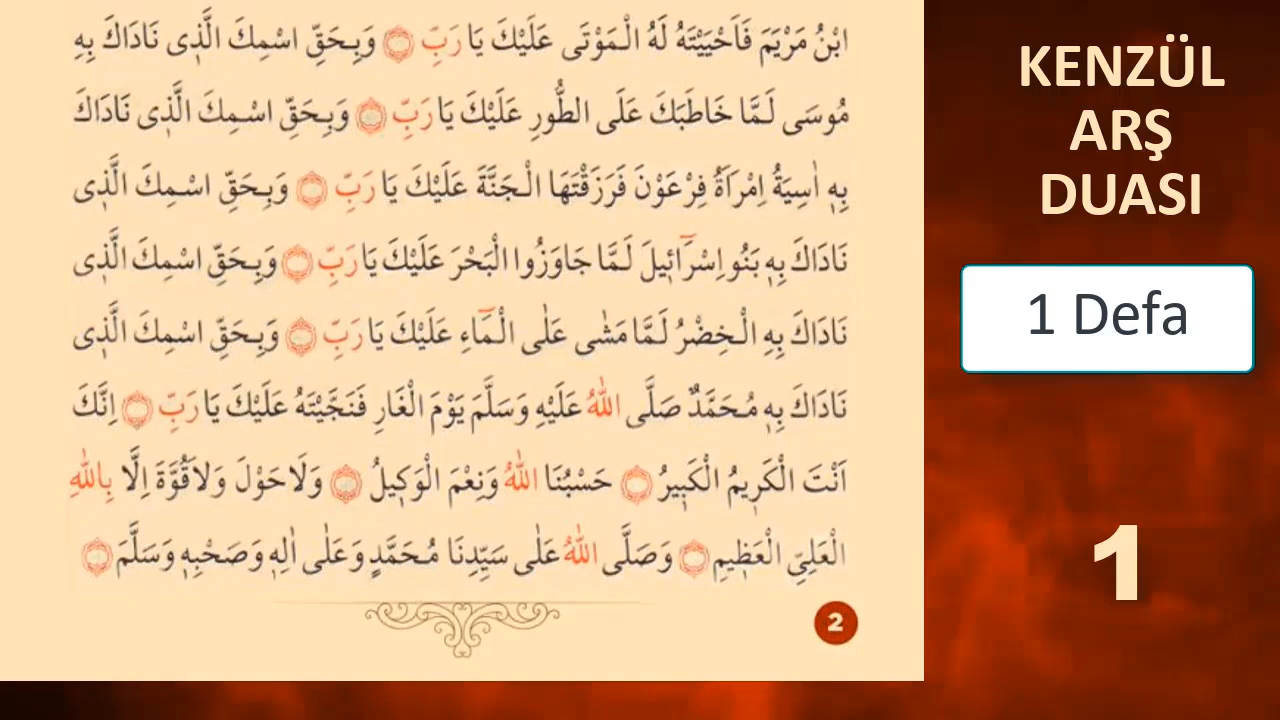 ابْنُ مَرْيَمَ فَاَحْيَيْتَهُ لَهُ الْمَوْتَى عَلَيْكَ يَا رَبِّ وَبِحَقِّ اسْمِكَ الَّذٖى نَادَاكَ بِهِ
مُوسَى لَمَّا خَاطَبَكَ عَلَى الطُّورِ عَلَيْكَ يَا رَبِّ وَبِحَقِّ اسْمِكَ الَّذٖى نَادَاكَ
بِهٖ اٰسِيَةُ امْرَاَةُ فِرْعَوْنَ فَرَزَقْتَهَا الْجَنَّةَ عَلَيْكَ يَا رَبِّ وَبِحَقِّ اسْمِكَ الَّذٖى
نَادَاكَ بِهٖ بَنُو اِسْرَٓائٖيلَ لَمَّا جَاوَزُوا الْبَحْرَ عَلَيْكَ يَا رَبِّ وَبِحَقِّ اسْمِكَ الَّذٖى
نَادَاكَ بِهِ الْخِضْرُ لَمَّا مَشٰى عَلٰى الْمَٓاءِ عَلَيْكَ يَا رَبِّ وَبِحَقِّ اسْمِكَ الَّذٖى
نَادَاكَ بِهٖ مُحَمَّدٌ صَلَّى اللّٰهُ عَلَيْهِ وَسَلَّمَ يَوْمَ الْغَارِ فَنَجَّيْتَهُ عَلَيْكَ يَا رَبِّ اِنَّكَ
اَنْتَ الْكَرٖيمُ الْكَبٖيرُ حَسْبُنَا اللّٰهُ وَنِعْمَ الْوَكٖيلُ وَلَا حَوْلَ وَلَا قُوَّةَ اِلَّا بِاللّٰهِ
الْعَلِىِّ الْعَظٖيمِ وَصَلَّى اللّٰهُ عَلٰى سَيِّدِنَا مُحَمَّدٍ وَعَلٰى اٰلِهٖ وَصَحْبِهٖ وَسَلَّمَ
2
KENZÜL
ARŞ
DUASI
1 Defa
1